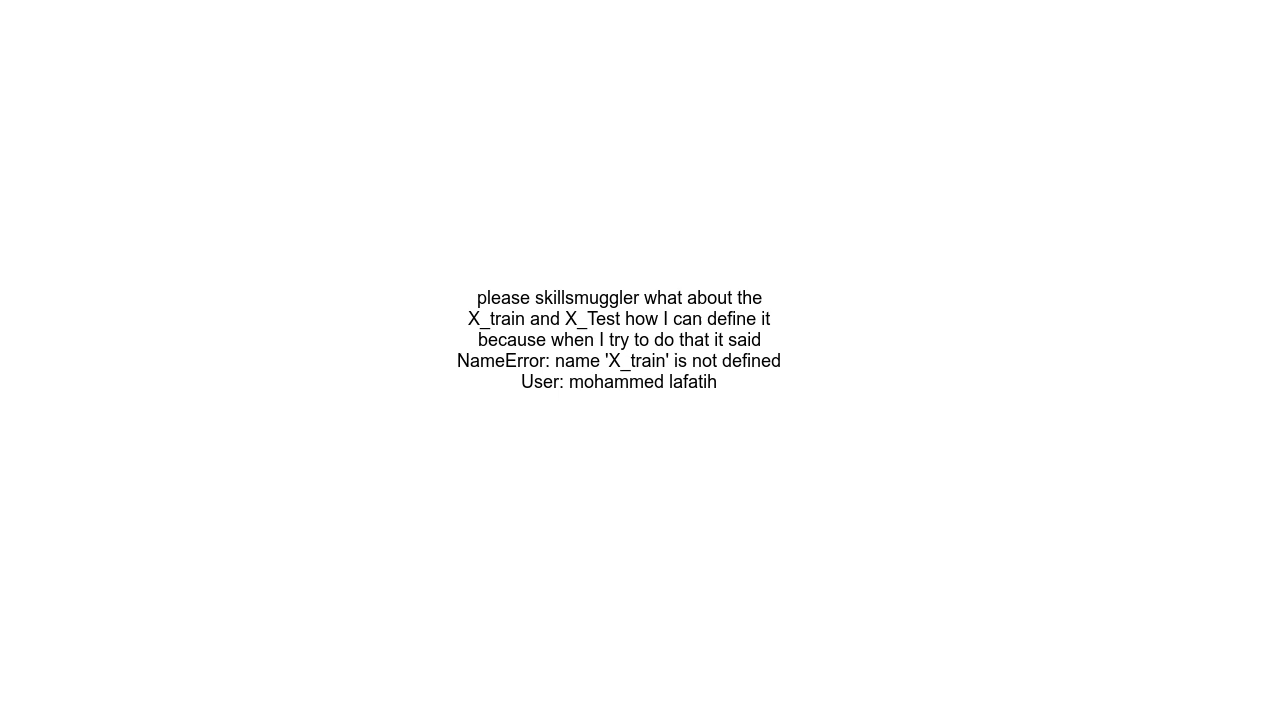 please skillsmuggler what about the
X_train and X_Test how I can define it
because when I try to do that it said
NameError: name 'X_train' is not defined
User: mohammed lafatih